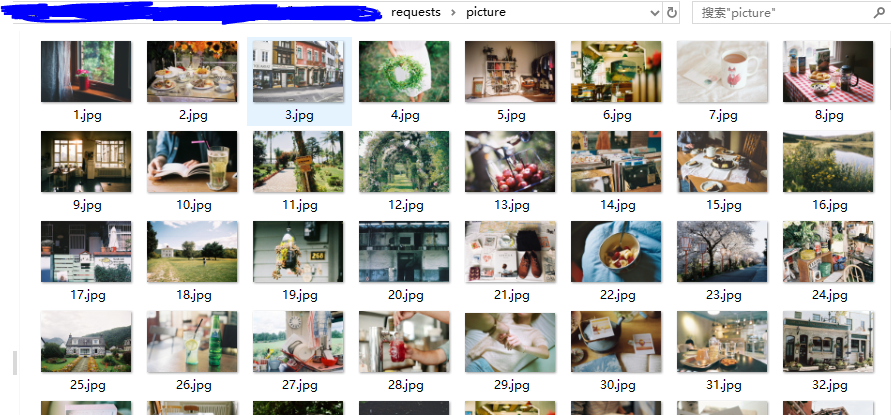 requests > picture
搜索"picture"
1.jpg 2.jpg 3.jpg 4.jpg 5.jpg 6.jpg 7.jpg 8.jpg
9.jpg 10.jpg 11.jpg 12.jpg 13.jpg 14.jpg 15.jpg 16.jpg
17.jpg 18.jpg 19.jpg 20.jpg 21.jpg 22.jpg 23.jpg 24.jpg
25.jpg 26.jpg 27.jpg 28.jpg 29.jpg 30.jpg 31.jpg 32.jpg